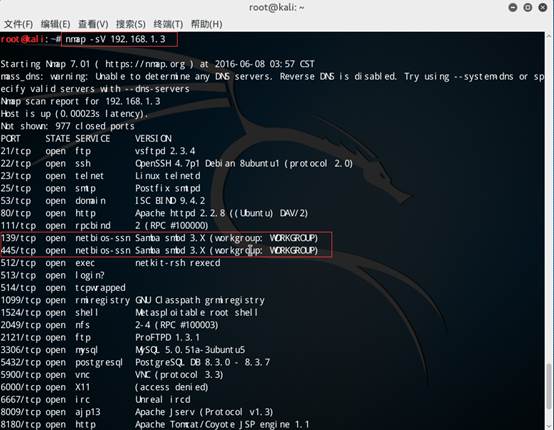 root@kali: ~
文件(F) 编辑(E) 查看(V) 搜索(S) 终端(T) 帮助(H)
root@kali:~# nmap -sV 192.168.1.3
Starting Nmap 7.01 ( https://nmap.org ) at 2016-06-08 03:57 CST
mass_dns: warning: Unable to determine any DNS servers. Reverse DNS is disabled. Try using --system-dns or sp
ecify valid servers with --dns-servers
Nmap scan report for 192.168.1.3
Host is up (0.00023s latency).
Not shown: 977 closed ports
PORT STATE SERVICE VERSION
21/tcp open ftp vsftpd 2.3.4
22/tcp open ssh OpenSSH 4.7p1 Debian 8ubuntu1 (protocol 2.0)
23/tcp open telnet Linux telnetd
25/tcp open smtp Postfix smtpd
53/tcp open domain ISC BIND 9.4.2
80/tcp open http Apache httpd 2.2.8 ((Ubuntu) DAV/2)
111/tcp open rpcbind 2 (RPC #100000)
139/tcp open netbios-ssn Samba smbd 3.X (workgroup: WORKGROUP)
445/tcp open netbios-ssn Samba smbd 3.X (workgroup: WORKGROUP)
512/tcp open exec netkit-rsh rexecd
513/tcp open login?
514/tcp open tcpwrapped
1099/tcp open rmiregistry GNU Classpath grmiregistry
1524/tcp open shell Metasploitable root shell
2049/tcp open nfs 2-4 (RPC #100003)
2121/tcp open ftp ProFTPD 1.3.1
3306/tcp open mysql MySQL 5.0.51a-3ubuntu5
5432/tcp open postgresql PostgreSQL DB 8.3.0 - 8.3.7
5900/tcp open vnc VNC (protocol 3.3)
6000/tcp open X11 (access denied)
6667/tcp open irc Unreal ircd
8009/tcp open ajp13 Apache Jserv (Protocol v1.3)
8180/tcp open http Apache Tomcat/Coyote JSP engine 1.1